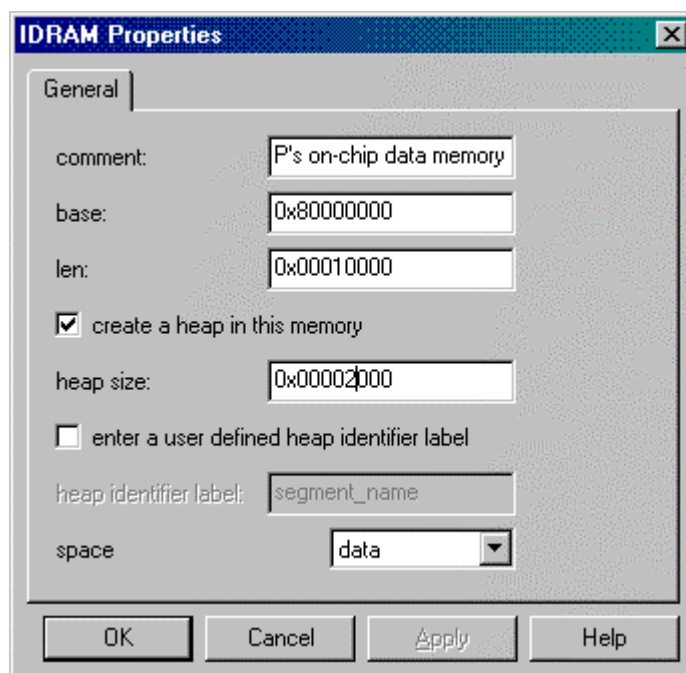 IDRAM Properties
General
comment: P's on-chip data memory
base: 0x80000000
len: 0x00010000
create a heap in this memory
heap size: 0x00002000
enter a user defined heap identifier label
heap identifier label: segment_name
space data
OK Cancel Apply Help